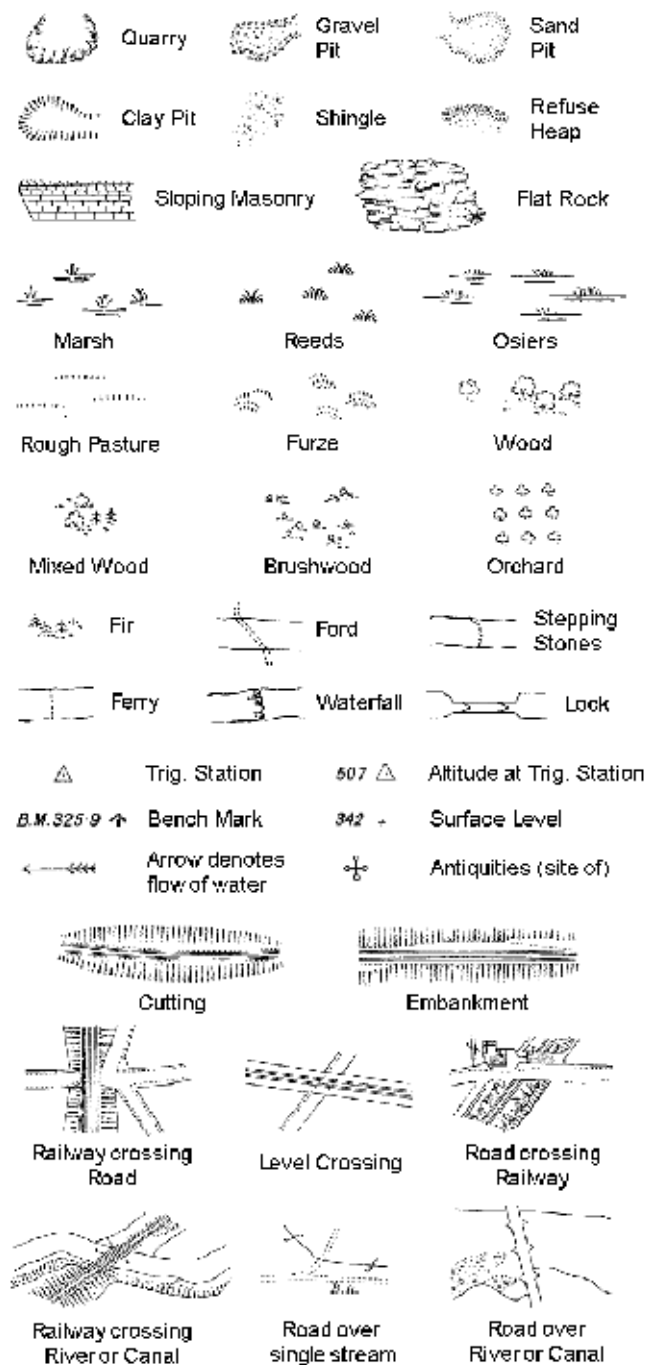 Quarry
Gravel
Pit
Sand
Pit
Clay Pit
Shingle
Refuse
Heap
Sloping Masonry
Flat Rock
Marsh
Reeds
Osiers
Rough Pasture
Furze
Wood
Mixed Wood
Brushwood
Orchard
Fir
Ford
Stepping
Stones
Ferry
Waterfall
Lock
Trig. Station
507
Altitude at Trig. Station
B.M.325·9
Bench Mark
342
Surface Level
Arrow denotes
flow of water
Antiquities (site of)
Cutting
Embankment
Railway crossing
Road
Level Crossing
Road crossing
Railway
Railway crossing
River or Canal
Road over
single stream
Road over
River or Canal